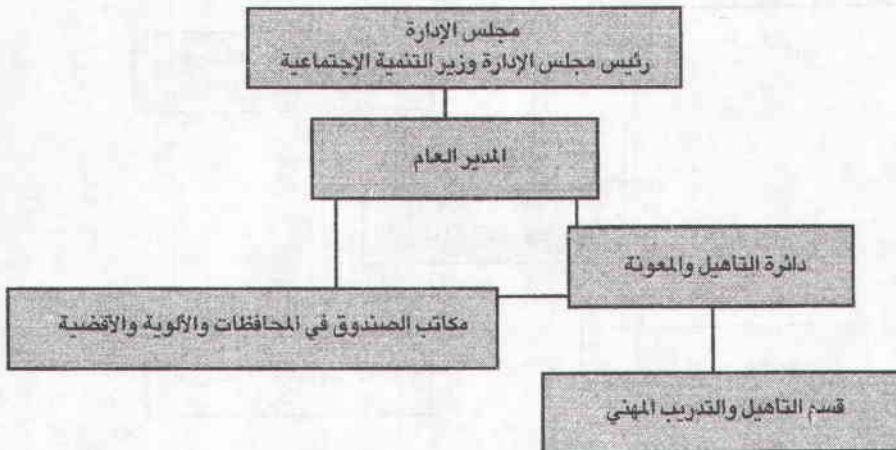 مجلس الإدارة
رئيس مجلس الإدارة وزير التنمية الإجتماعية
المدير العام
دائرة التاهيل والمعونة
مكاتب الصندوق في المحافظات والألوية والأقضية
قسم التاهيل والتدريب المهني